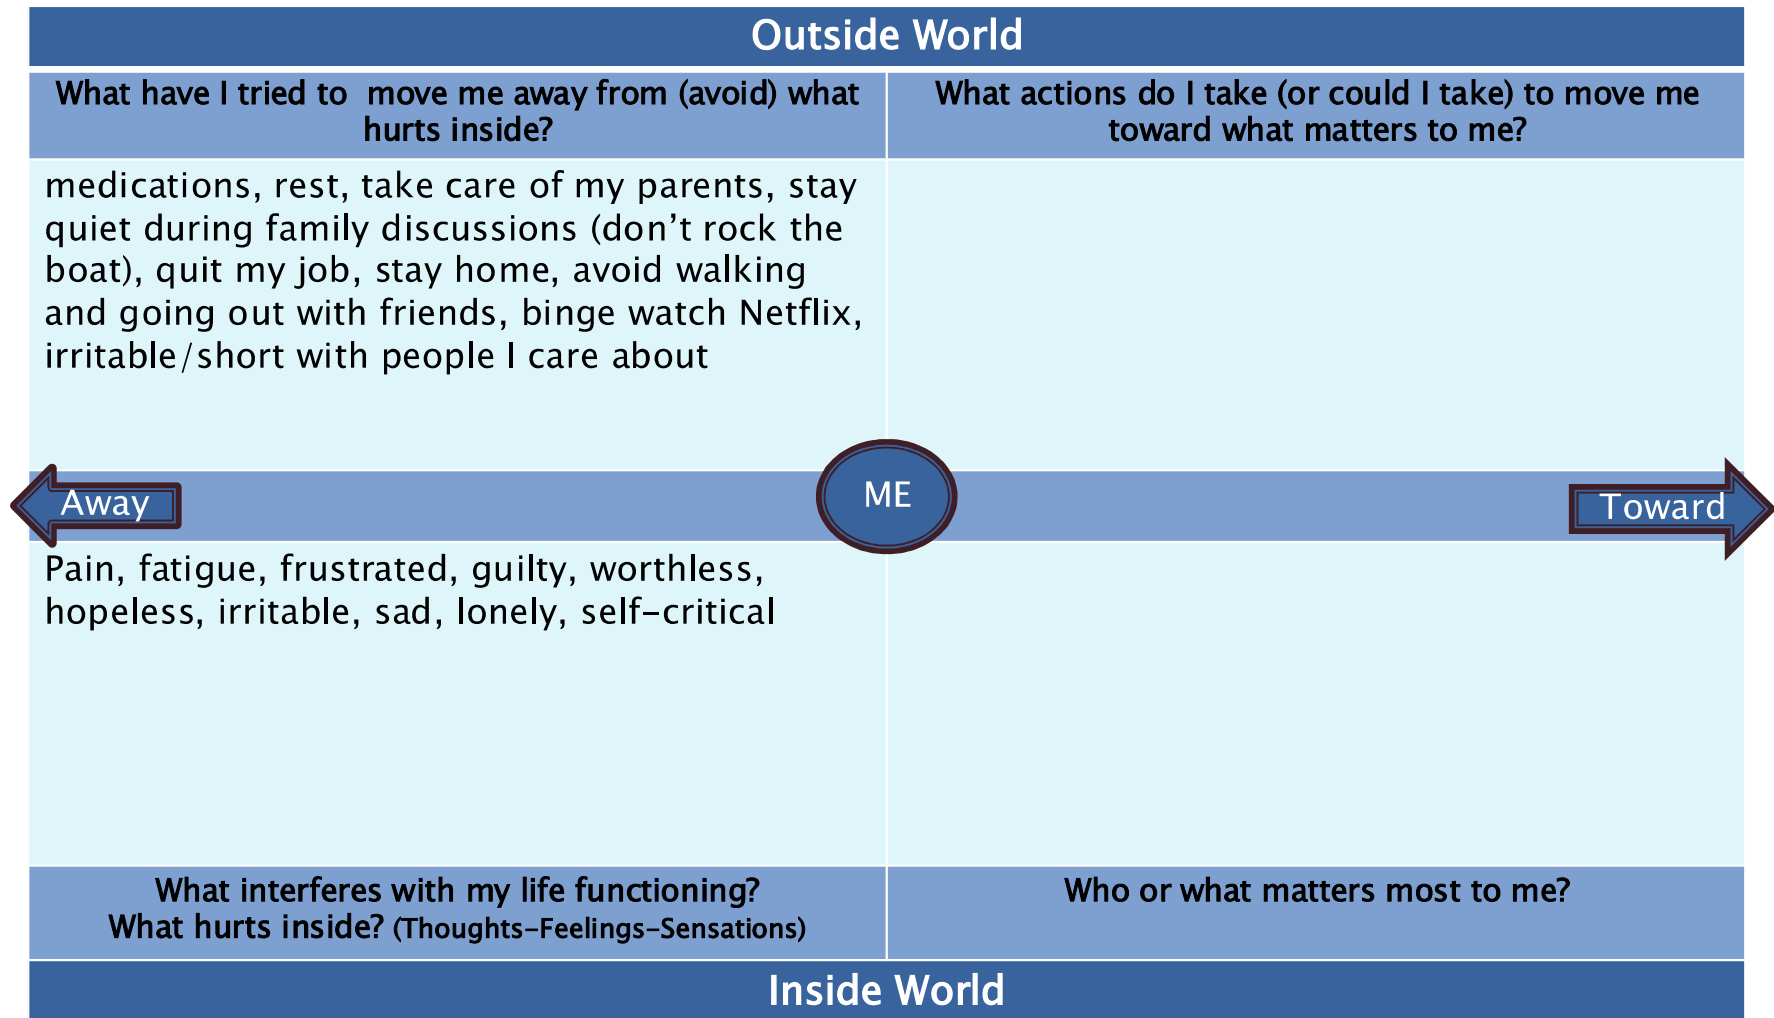 Outside World
What have I tried to  move me away from (avoid) what
hurts inside?
What actions do I take (or could I take) to move me
toward what matters to me?
medications, rest, take care of my parents, stay
quiet during family discussions (don’t rock the
boat), quit my job, stay home, avoid walking
and going out with friends, binge watch Netflix,
irritable/short with people I care about
Away
ME
Toward
Pain, fatigue, frustrated, guilty, worthless,
hopeless, irritable, sad, lonely, self–critical
What interferes with my life functioning?
What hurts inside? (Thoughts–Feelings–Sensations)
Who or what matters most to me?
Inside World